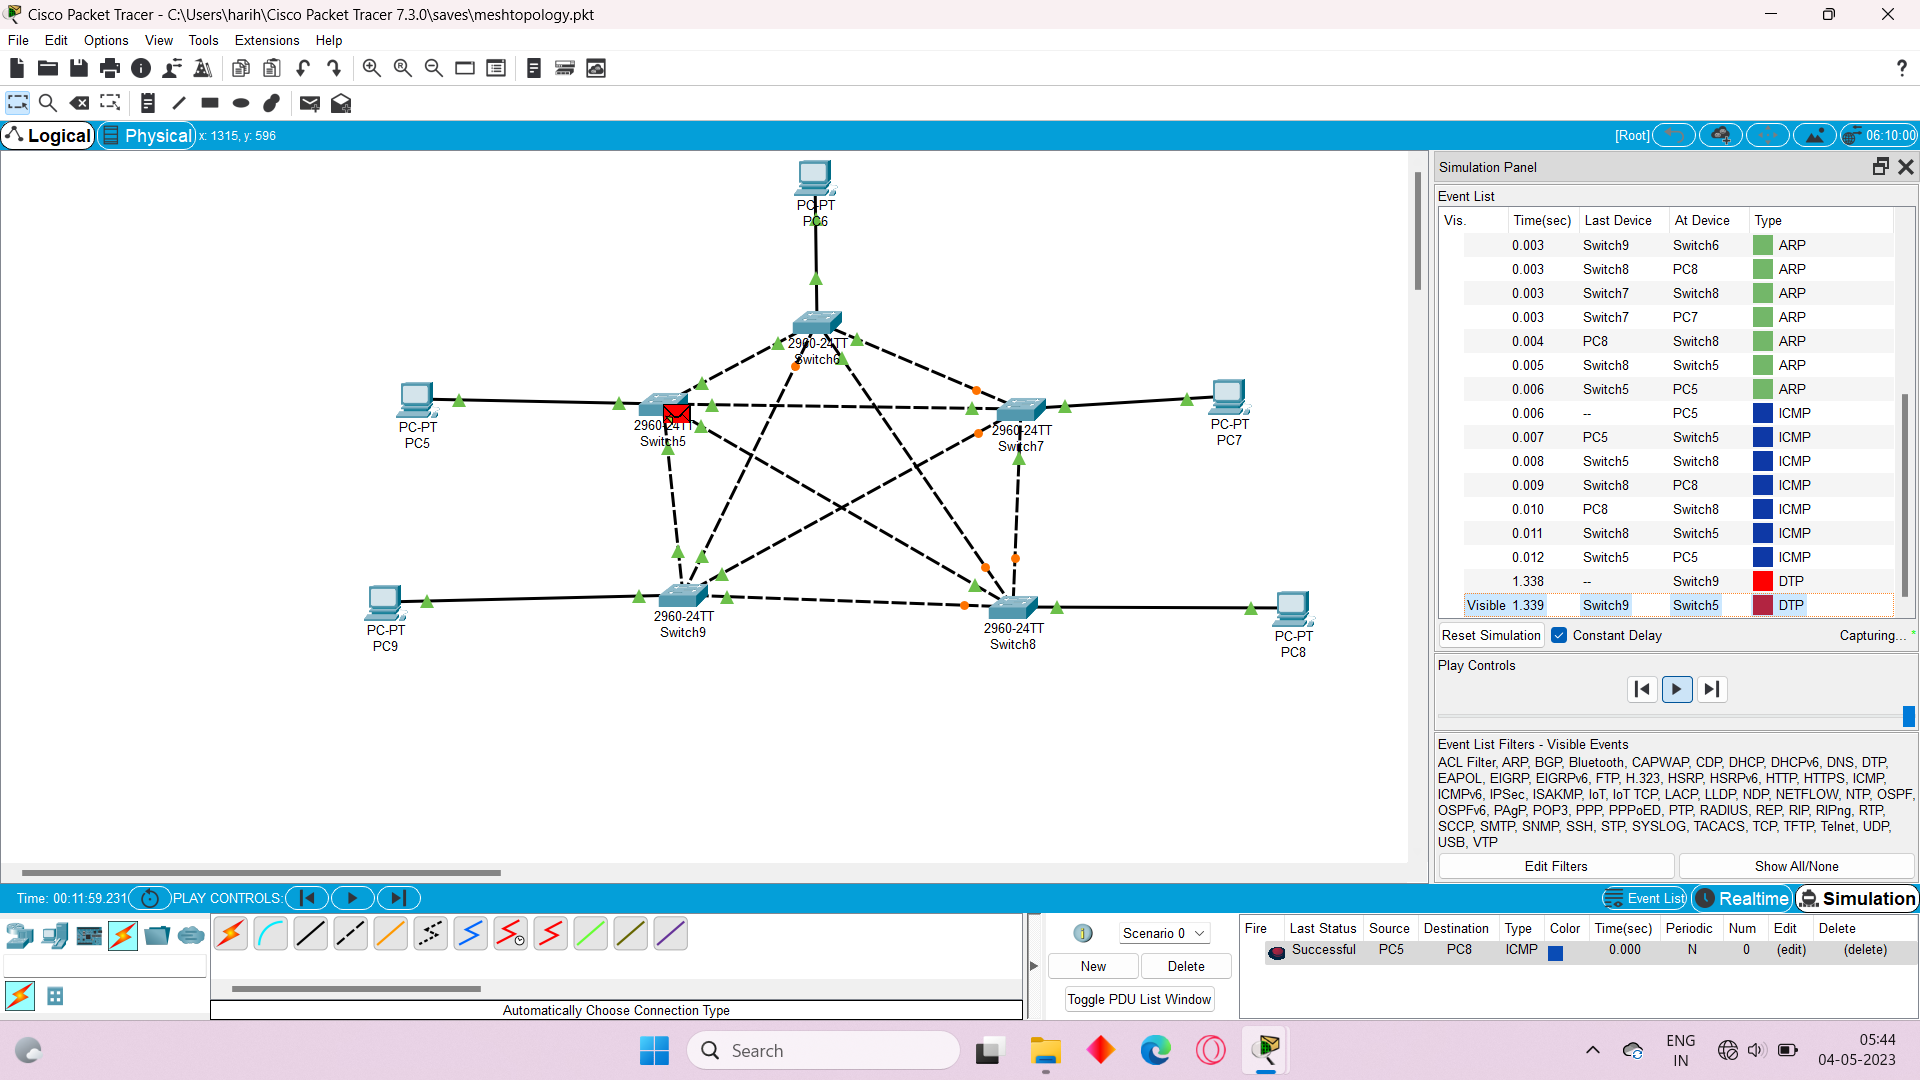 Cisco Packet Tracer - C:\Users\harih\Cisco Packet Tracer 7.3.0\saves\meshtopology.pkt
File Edit Options View Tools Extensions Help
?
Logical Physical x: 1315, y: 596 [Root] 06:10:00
PC-PT
PC6
2960-24TT
Switch6
PC-PT
PC5
2960-24TT
Switch5
2960-24TT
Switch7
PC-PT
PC7
PC-PT
PC9
2960-24TT
Switch9
2960-24TT
Switch8
PC-PT
PC8
Simulation Panel
Event List
Vis. Time(sec) Last Device At Device Type
0.003 Switch9 Switch6 ARP
0.003 Switch8 PC8 ARP
0.003 Switch7 Switch8 ARP
0.003 Switch7 PC7 ARP
0.004 PC8 Switch8 ARP
0.005 Switch8 Switch5 ARP
0.006 Switch5 PC5 ARP
0.006 -- PC5 ICMP
0.007 PC5 Switch5 ICMP
0.008 Switch5 Switch8 ICMP
0.009 Switch8 PC8 ICMP
0.010 PC8 Switch8 ICMP
0.011 Switch8 Switch5 ICMP
0.012 Switch5 PC5 ICMP
1.338 -- Switch9 DTP
Visible 1.339 Switch9 Switch5 DTP
Reset Simulation Constant Delay Capturing... *
Play Controls
Event List Filters - Visible Events
ACL Filter, ARP, BGP, Bluetooth, CAPWAP, CDP, DHCP, DHCPv6, DNS, DTP,
EAPOL, EIGRP, EIGRPv6, FTP, H.323, HSRP, HSRPv6, HTTP, HTTPS, ICMP,
ICMPv6, IPSec, ISAKMP, IoT, IoT TCP, LACP, LLDP, NDP, NETFLOW, NTP, OSPF,
OSPFv6, PAgP, POP3, PPP, PPPoED, PTP, RADIUS, REP, RIP, RIPng, RTP,
SCCP, SMTP, SNMP, SSH, STP, SYSLOG, TACACS, TCP, TFTP, Telnet, UDP,
USB, VTP
Edit Filters Show All/None
Time: 00:11:59.231 PLAY CONTROLS: Event List Realtime Simulation
Automatically Choose Connection Type
1 Scenario 0
New Delete
Toggle PDU List Window
Fire Last Status Source Destination Type Color Time(sec) Periodic Num Edit Delete
Successful PC5 PC8 ICMP 0.000 N 0 (edit) (delete)
Search
ENG
IN
05:44
04-05-2023